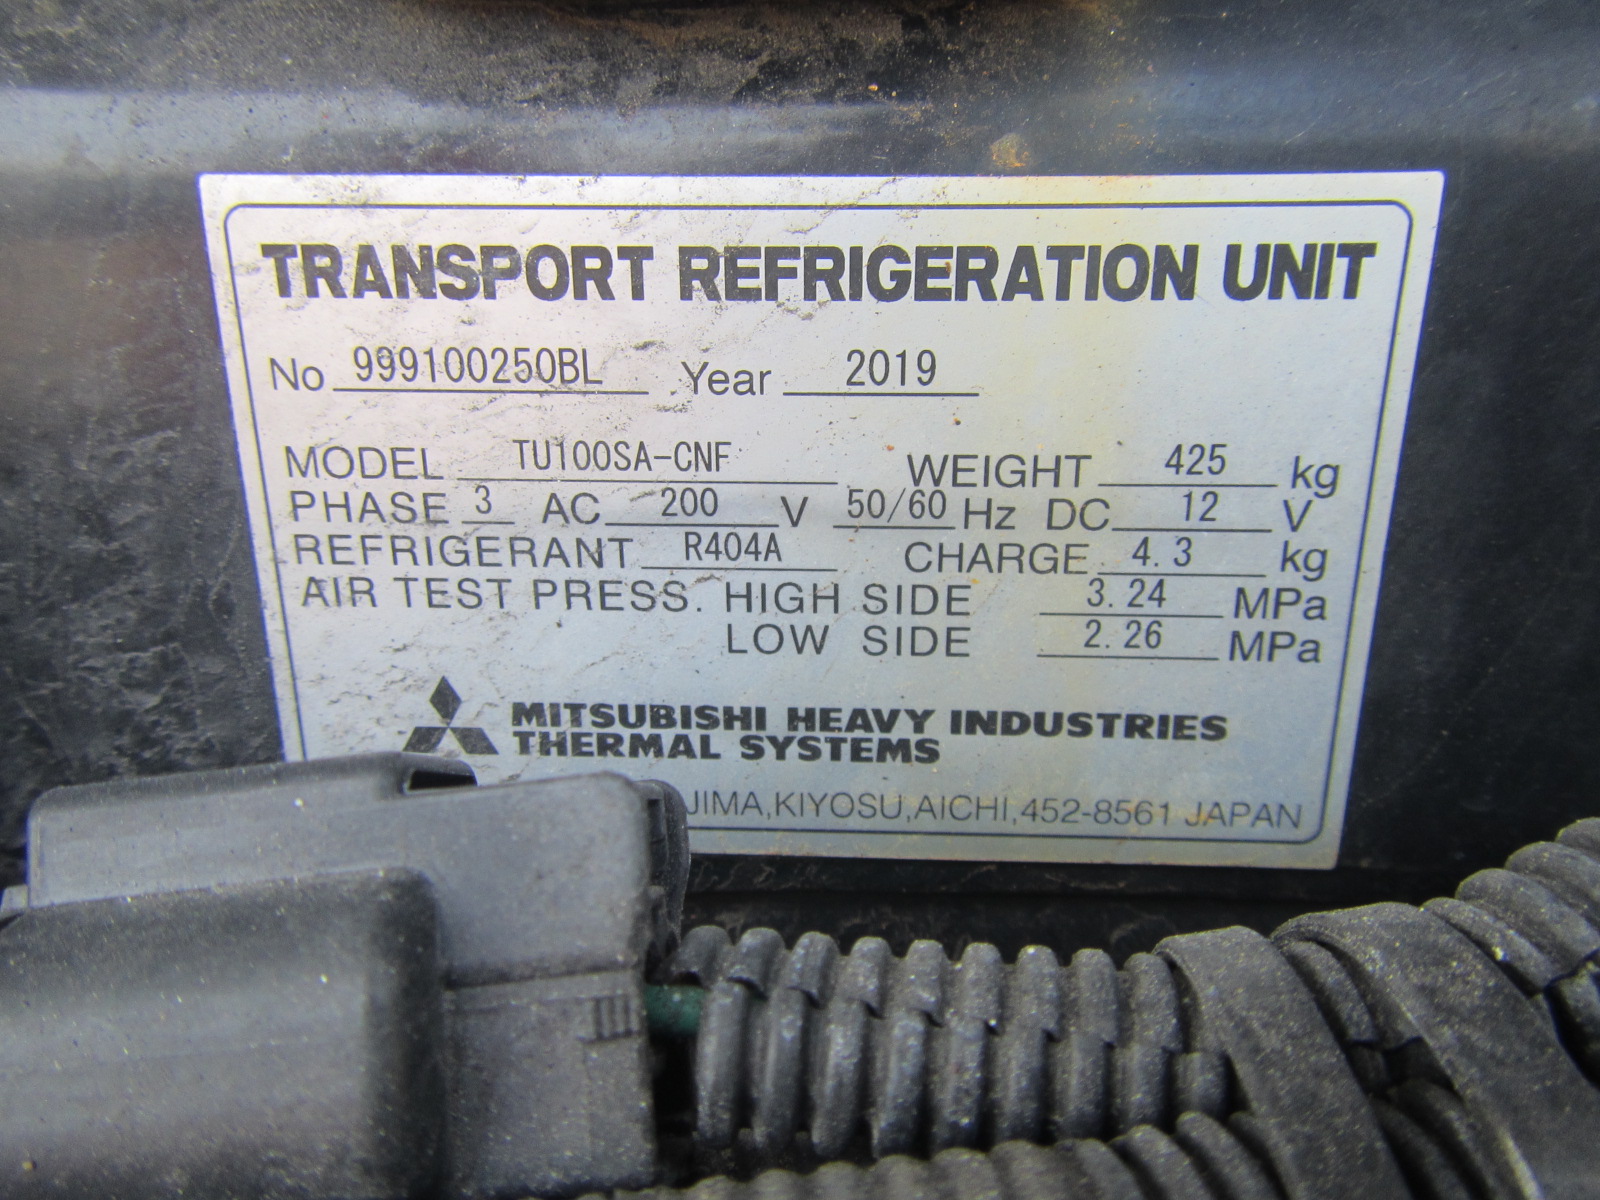 TRANSPORT REFRIGERATION UNIT
No 999100250BL Year 2019
MODEL TU100SA-CNF WEIGHT 425 kg
PHASE 3 AC 200 V 50/60 Hz DC 12 V
REFRIGERANT R404A CHARGE 4.3 kg
AIR TEST PRESS. HIGH SIDE 3.24 MPa
LOW SIDE 2.26 MPa
MITSUBISHI HEAVY INDUSTRIES
THERMAL SYSTEMS
JIMA,KIYOSU,AICHI,452-8561 JAPAN